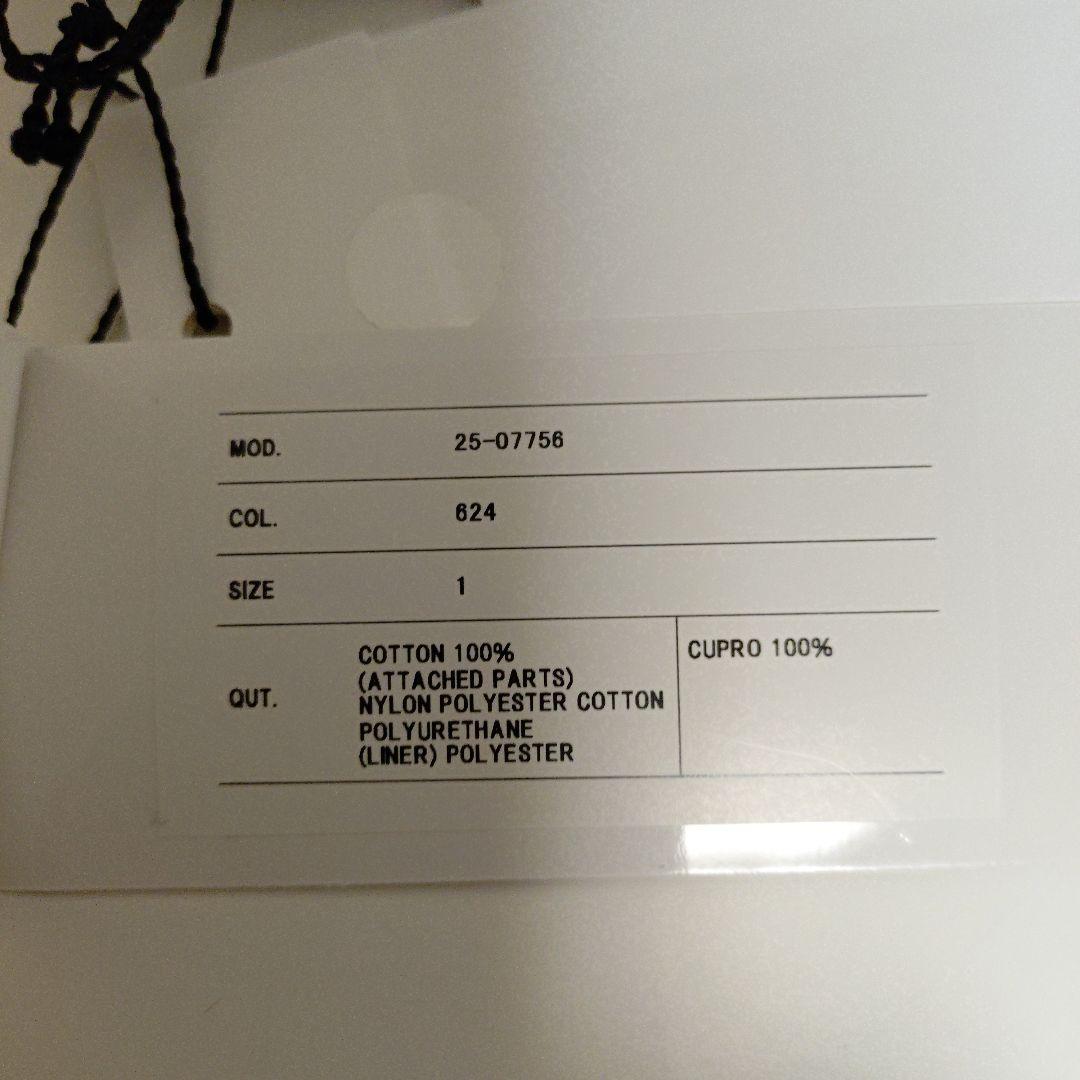 MOD. 25-07756
COL. 624
SIZE 1
QUT.
COTTON 100%
(ATTACHED PARTS)
NYLON POLYESTER COTTON
POLYURETHANE
(LINER) POLYESTER
CUPRO 100%